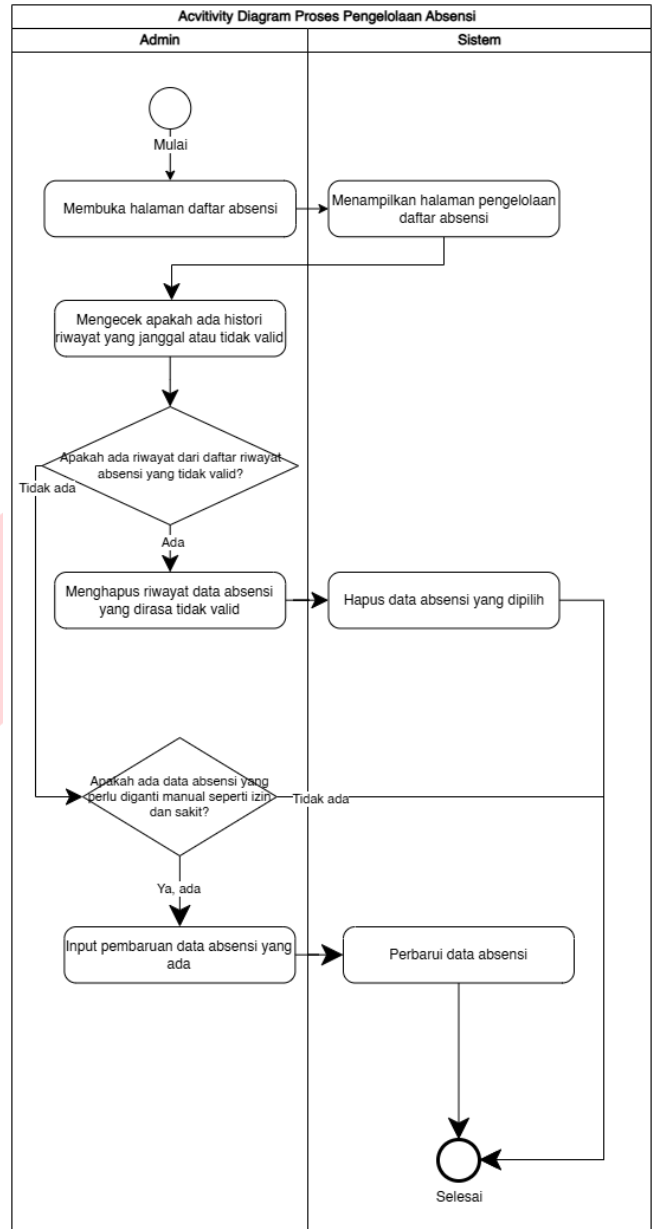 Acvitivity Diagram Proses Pengelolaan Absensi
Admin
Sistem
Mulai
Membuka halaman daftar absensi
Menampilkan halaman pengelolaan
daftar absensi
Mengecek apakah ada histori
riwayat yang janggal atau tidak valid
Apakah ada riwayat dari daftar riwayat
absensi yang tidak valid?
Tidak ada
Ada
Menghapus riwayat data absensi
yang dirasa tidak valid
Hapus data absensi yang dipilih
Apakah ada data absensi yang
perlu diganti manual seperti izin
dan sakit?
Tidak ada
Ya, ada
Input pembaruan data absensi yang
ada
Perbarui data absensi
Selesai